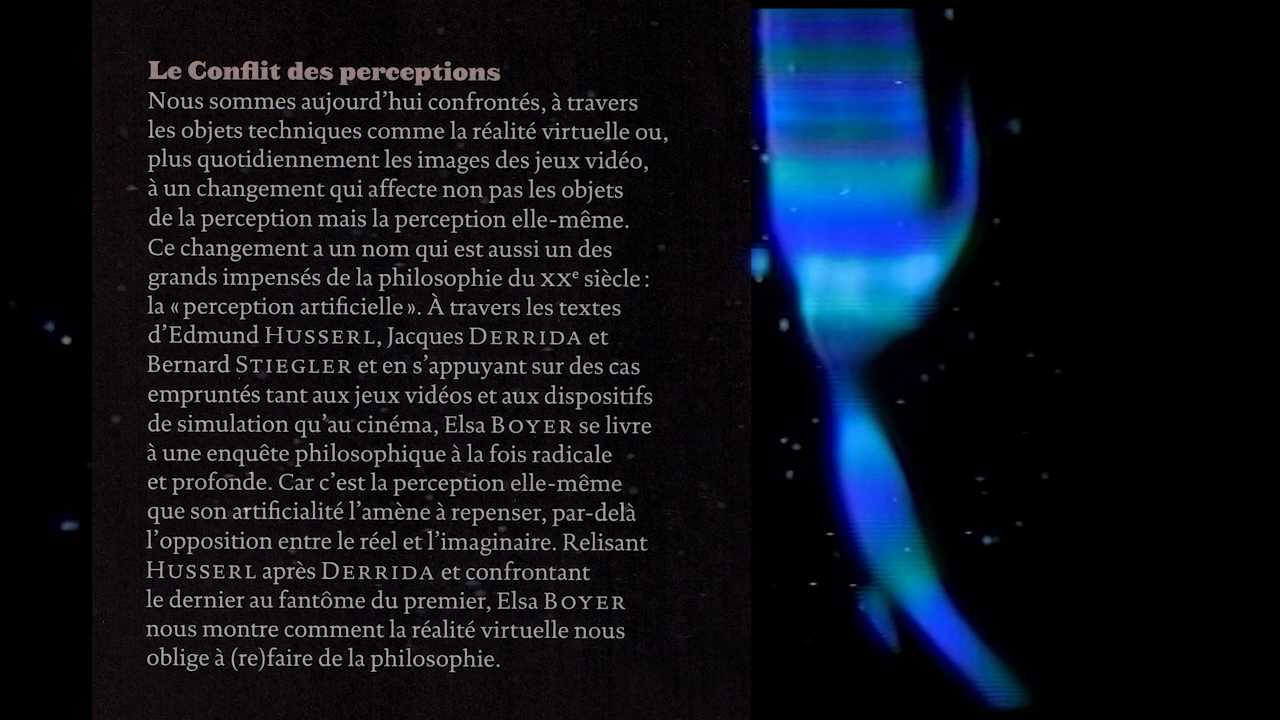 Le Conflit des perceptions
Nous sommes aujourd’hui confrontés, à travers
les objets techniques comme la réalité virtuelle ou,
plus quotidiennement les images des jeux vidéo,
à un changement qui affecte non pas les objets
de la perception mais la perception elle-même.
Ce changement a un nom qui est aussi un des
grands impensés de la philosophie du XXᵉ siècle :
la « perception artificielle ». À travers les textes
d’Edmund HUSSERL, Jacques DERRIDA et
Bernard STIEGLER et en s’appuyant sur des cas
empruntés tant aux jeux vidéos et aux dispositifs
de simulation qu’au cinéma, Elsa BOYER se livre
à une enquête philosophique à la fois radicale
et profonde. Car c’est la perception elle-même
que son artificialité l’amène à repenser, par-delà
l’opposition entre le réel et l’imaginaire. Relisant
HUSSERL après DERRIDA et confrontant
le dernier au fantôme du premier, Elsa BOYER
nous montre comment la réalité virtuelle nous
oblige à (re)faire de la philosophie.